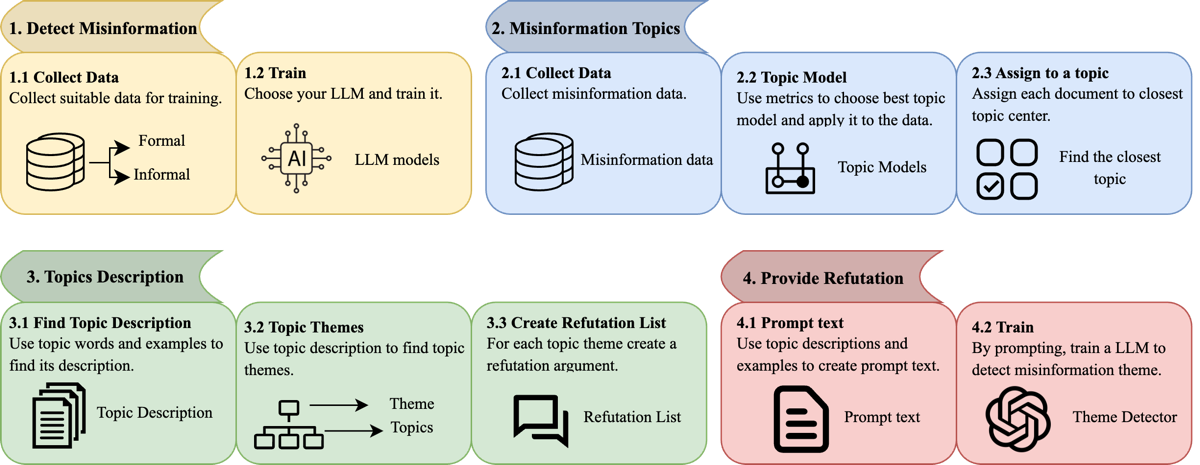 1. Detect Misinformation
1.1 Collect Data
Collect suitable data for training.
Formal
Informal
1.2 Train
Choose your LLM and train it.
AI
LLM models
2. Misinformation Topics
2.1 Collect Data
Collect misinformation data.
Misinformation data
2.2 Topic Model
Use metrics to choose best topic
model and apply it to the data.
Topic Models
2.3 Assign to a topic
Assign each document to closest
topic center.
Find the closest
topic
3. Topics Description
3.1 Find Topic Description
Use topic words and examples to
find its description.
Topic Description
3.2 Topic Themes
Use topic description to find topic
themes.
Theme
Topics
3.3 Create Refutation List
For each topic theme create a
refutation argument.
Refutation List
4. Provide Refutation
4.1 Prompt text
Use topic descriptions and
examples to create prompt text.
Prompt text
4.2 Train
By prompting, train a LLM to
detect misinformation theme.
Theme Detector